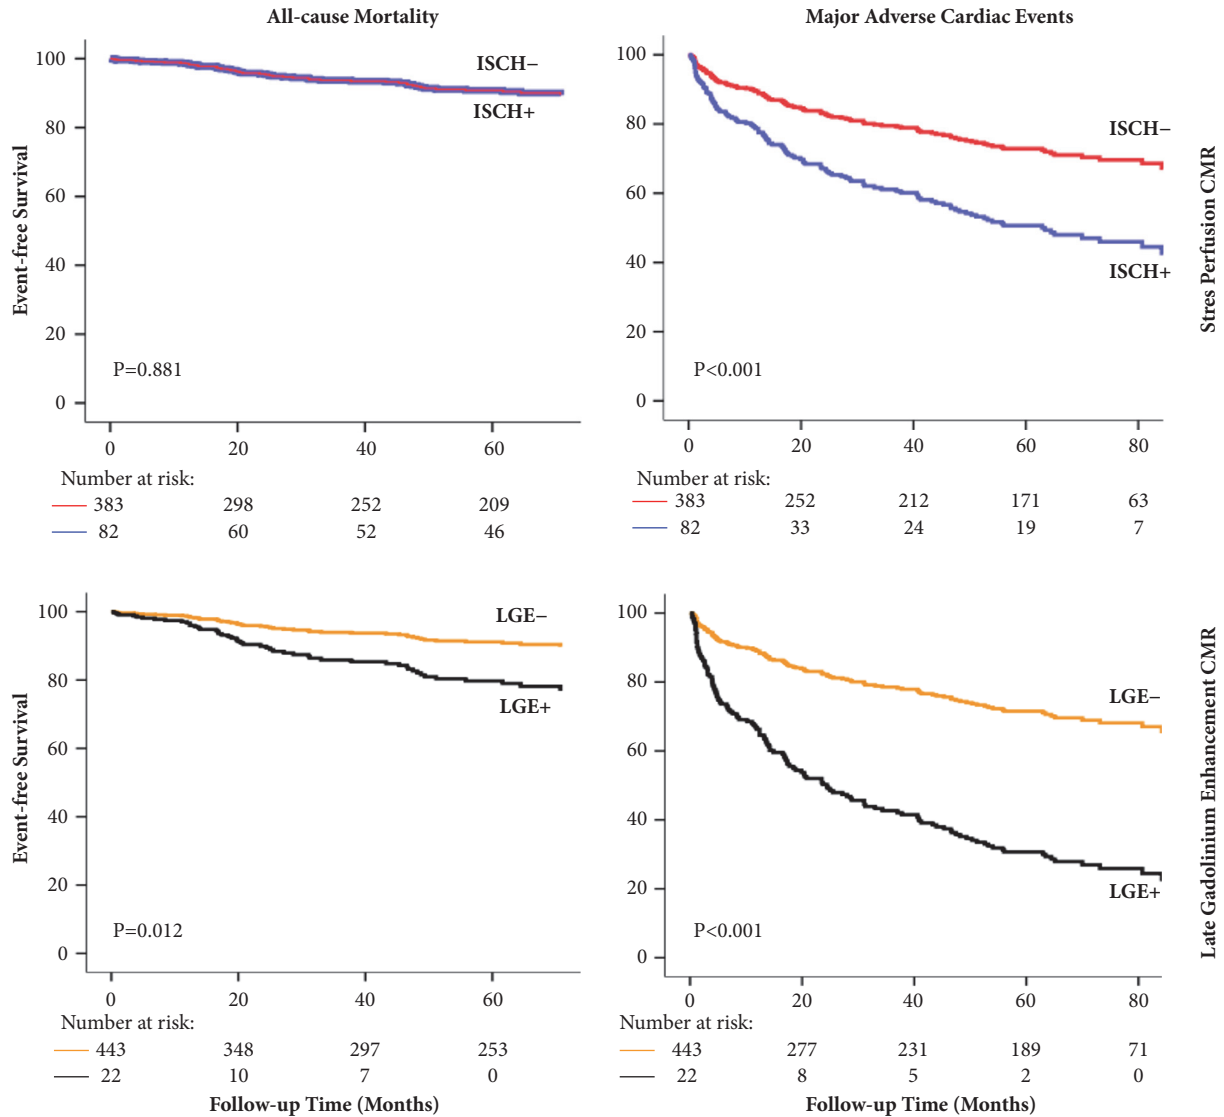 All-cause Mortality
Major Adverse Cardiac Events
Event-free Survival
100
80
60
40
20
0
ISCH−
ISCH+
P=0.881
0 20 40 60
Number at risk:
383 298 252 209
82 60 52 46
100
80
60
40
20
0
ISCH−
ISCH+
P<0.001
0 20 40 60 80
Number at risk:
383 252 212 171 63
82 33 24 19 7
Stres Perfusion CMR
Event-free Survival
100
80
60
40
20
0
LGE−
LGE+
P=0.012
0 20 40 60
Number at risk:
443 348 297 253
22 10 7 0
Follow-up Time (Months)
100
80
60
40
20
0
LGE−
LGE+
P<0.001
0 20 40 60 80
Number at risk:
443 277 231 189 71
22 8 5 2 0
Follow-up Time (Months)
Late Gadolinium Enhancement CMR